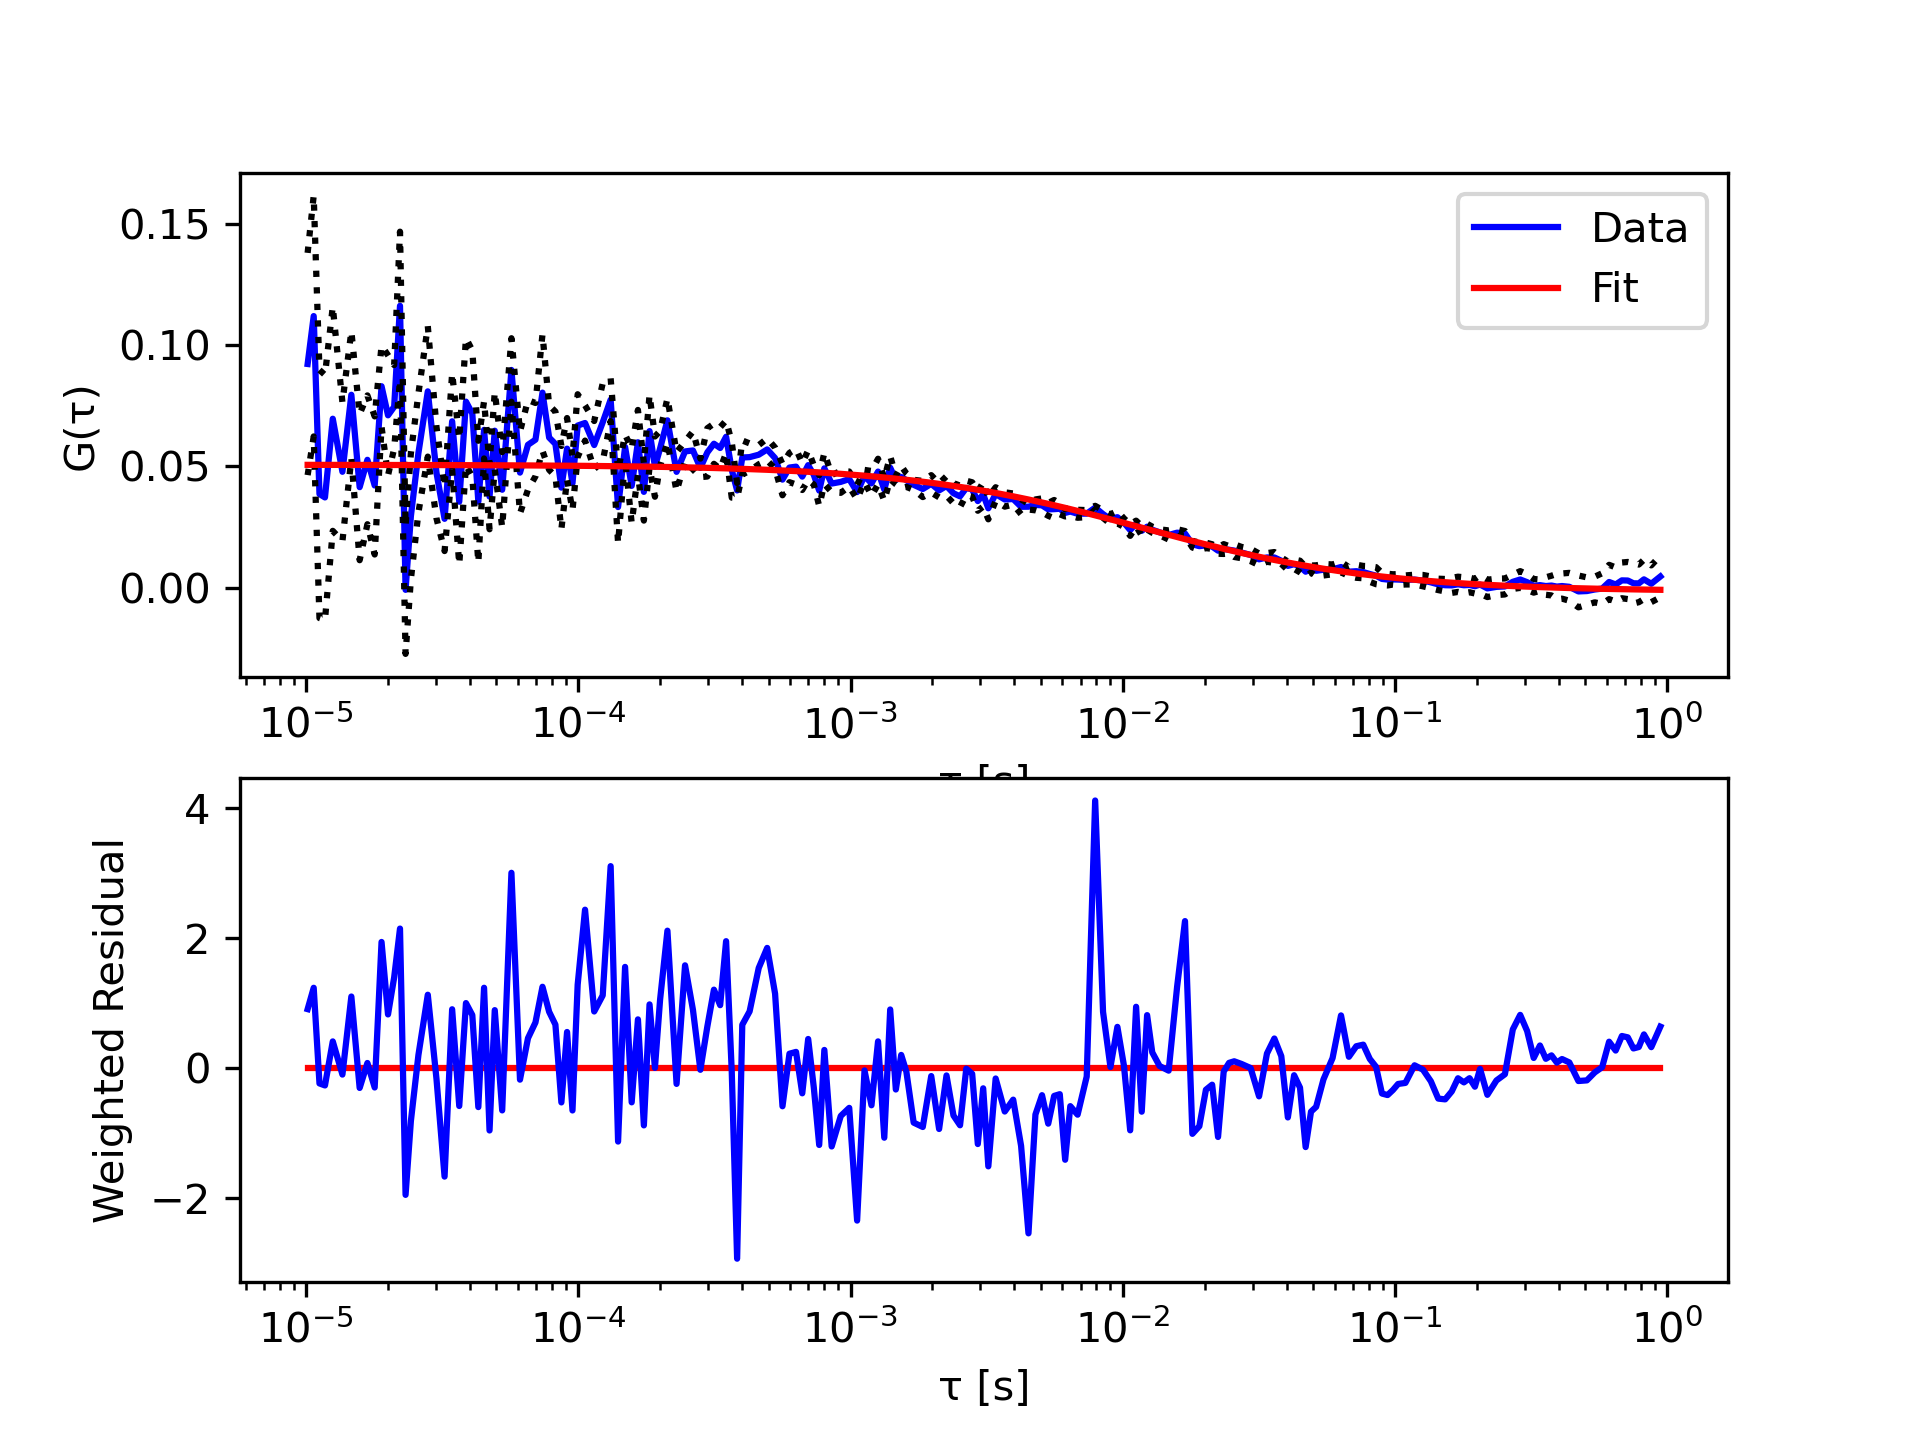 0.15
0.10
0.05
0.00
G(τ)
Data
Fit
10⁻⁵ 10⁻⁴ 10⁻³ 10⁻² 10⁻¹ 10⁰
τ [s]
4
2
0
−2
Weighted Residual
10⁻⁵ 10⁻⁴ 10⁻³ 10⁻² 10⁻¹ 10⁰
τ [s]